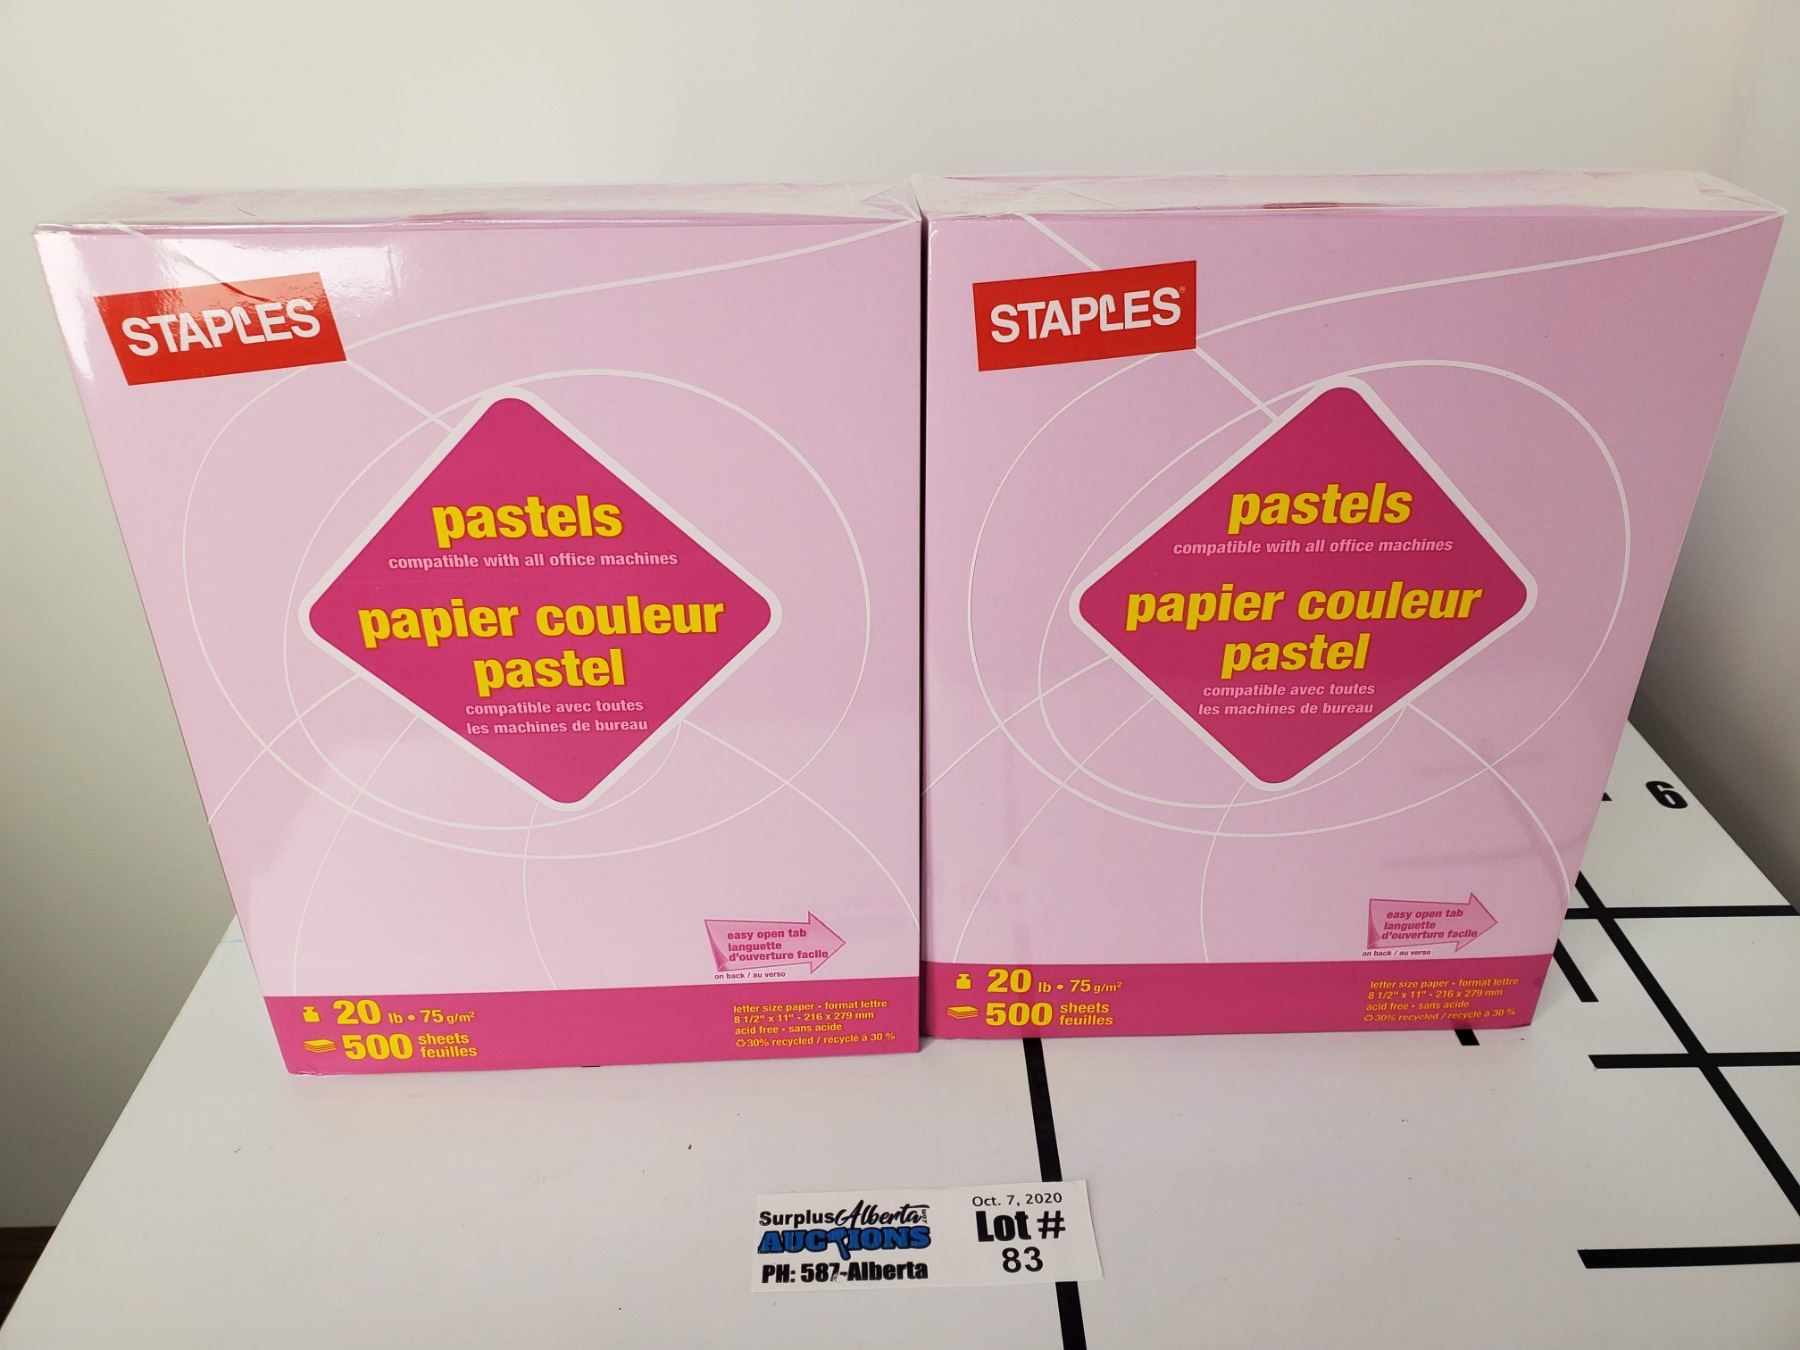 STAPLES
pastels
compatible with all office machines
papier couleur
pastel
compatible avec toutes
les machines de bureau
easy open tab
languette
d'ouverture facile
on back / au verso
20 lb • 75 g/m²
500 sheets
feuilles
letter size paper • format lettre
8 1/2" x 11" • 216 x 279 mm
acid free • sans acide
30% recycled / recyclé à 30 %
STAPLES®
pastels
compatible with all office machines
papier couleur
pastel
compatible avec toutes
les machines de bureau
easy open tab
languette
d'ouverture facile
on back / au verso
20 lb • 75 g/m²
500 sheets
feuilles
letter size paper • format lettre
8 1/2" x 11" • 216 x 279 mm
acid free • sans acide
30% recycled / recyclé à 30 %
6
SurplusAlberta.com
AUCTIONS
PH: 587-Alberta
Oct. 7, 2020
Lot #
83